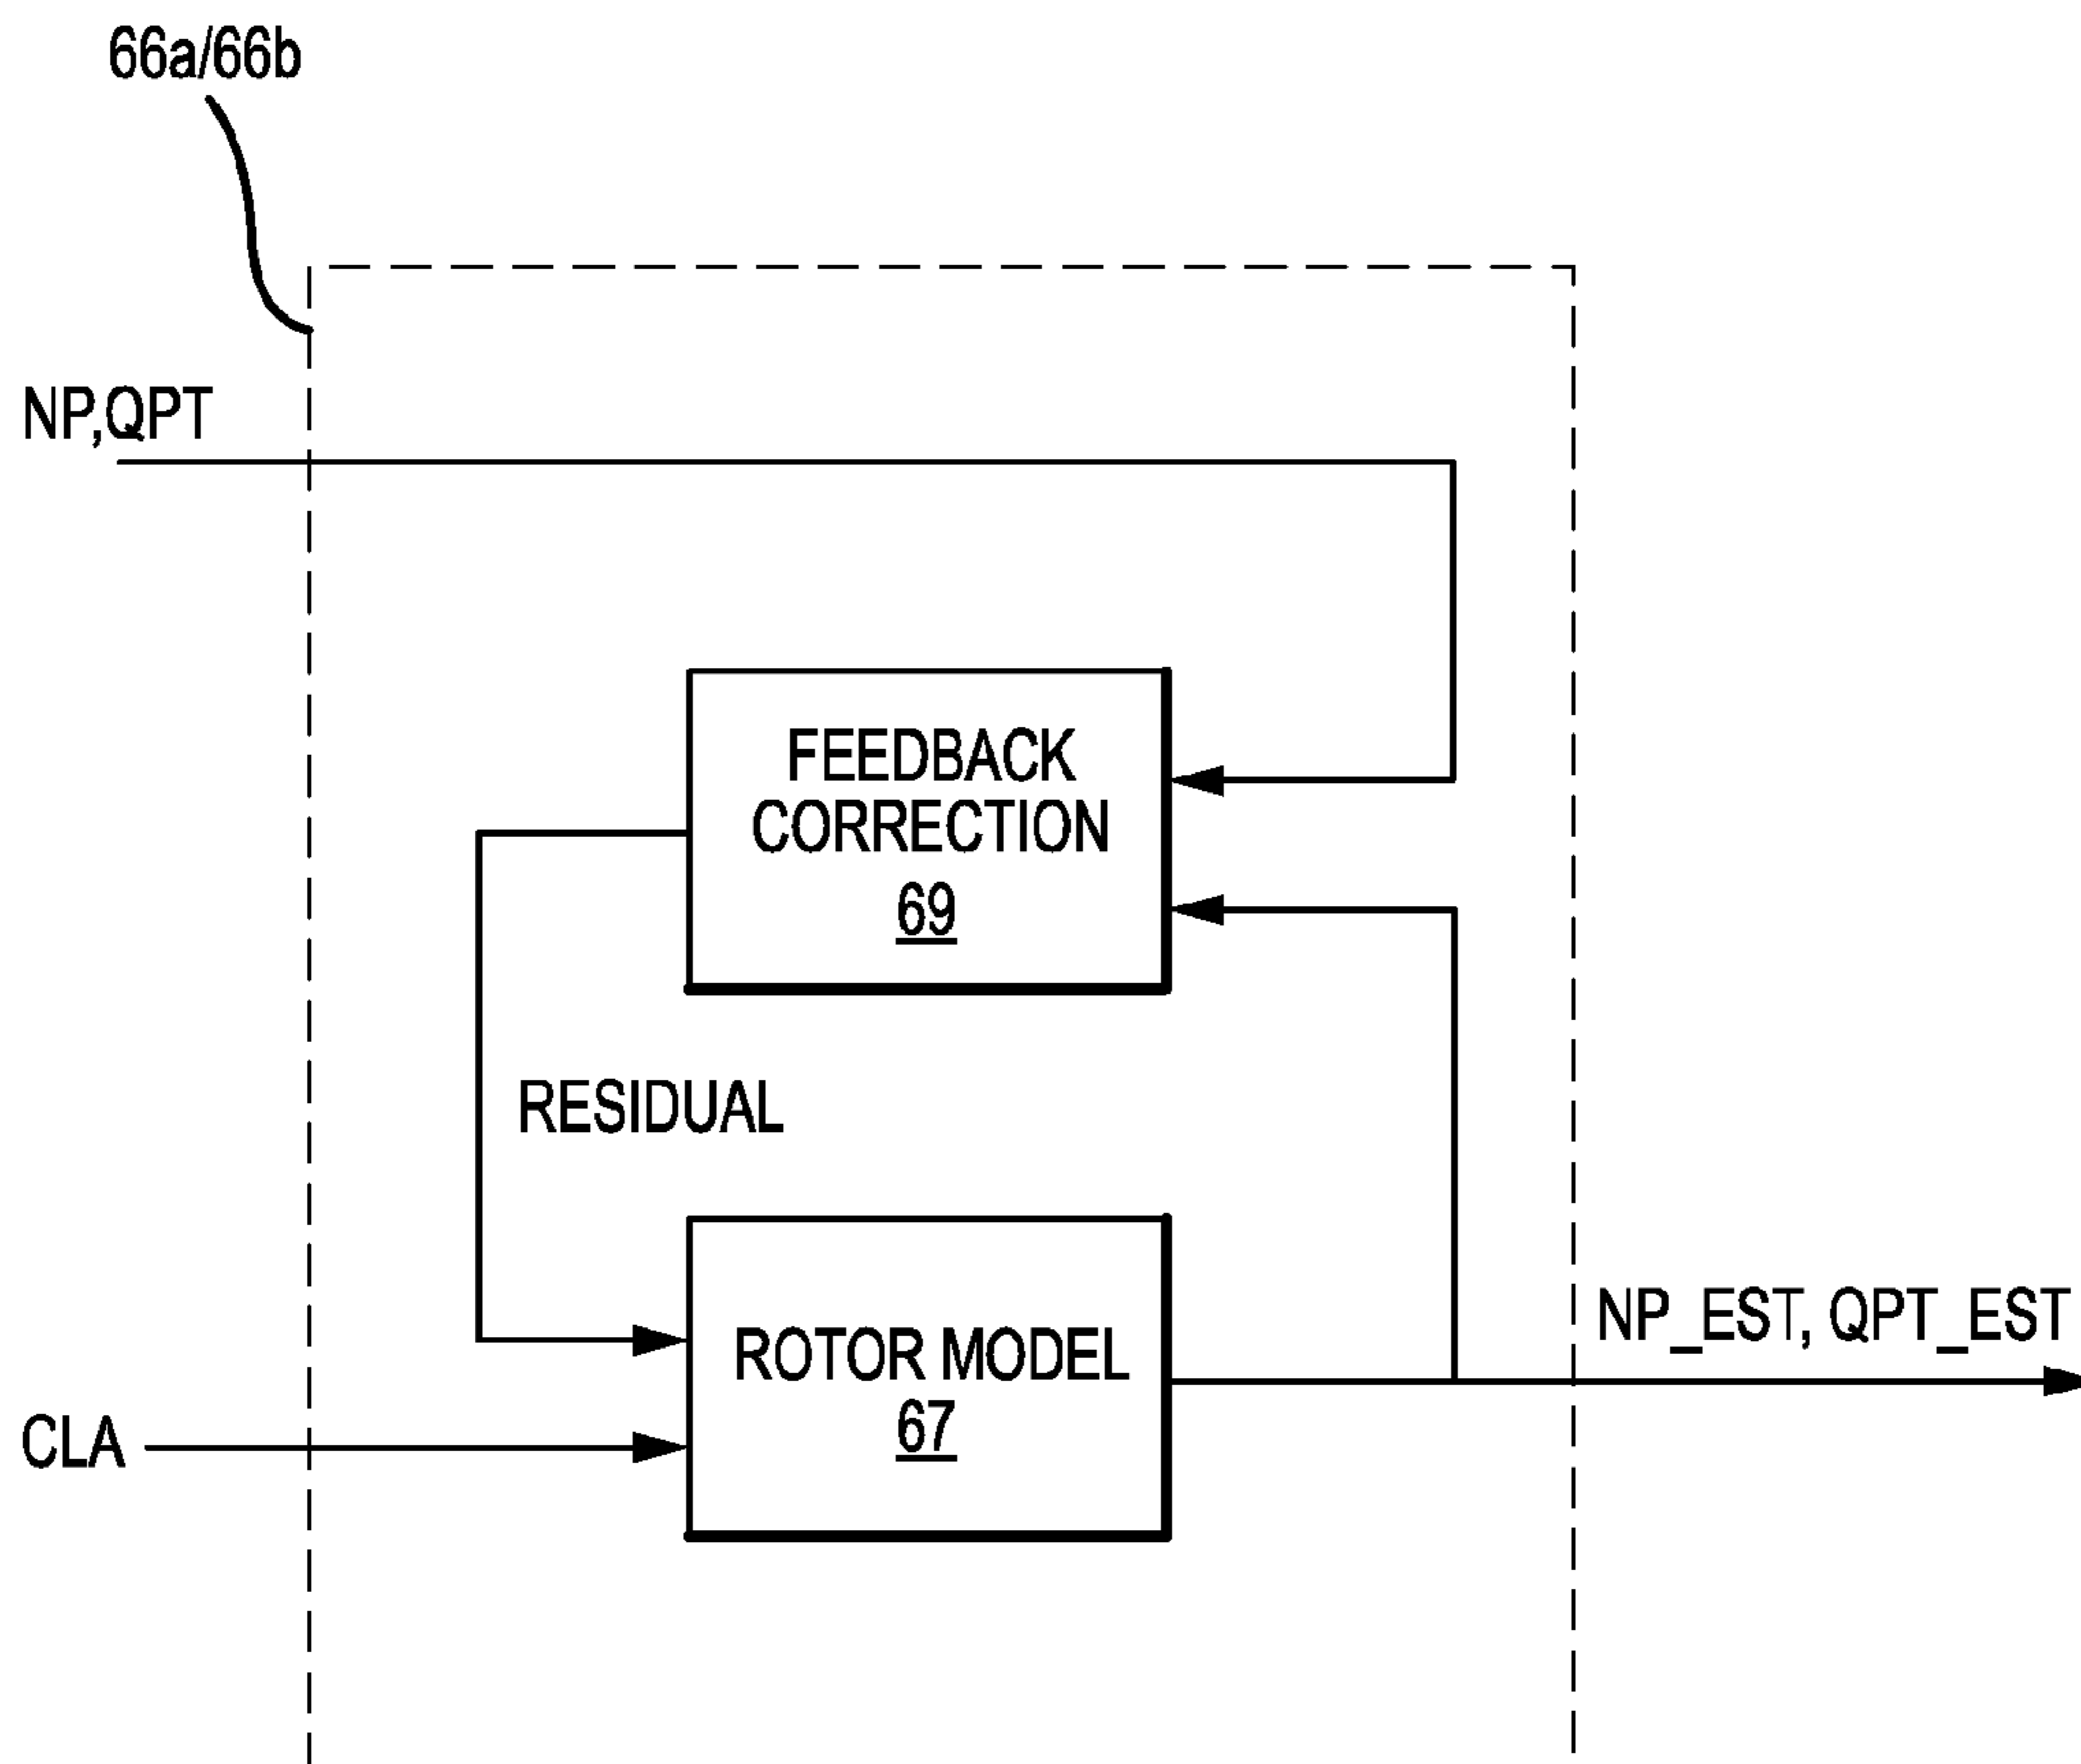 66a/66b
NP,QPT
FEEDBACK
CORRECTION
69
RESIDUAL
NP_EST, QPT_EST
ROTOR MODEL
67
CLA